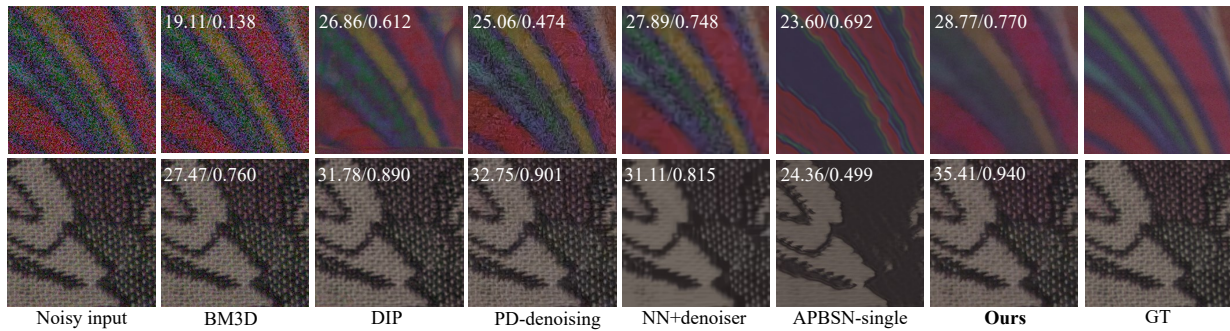 19.11/0.138 26.86/0.612 25.06/0.474 27.89/0.748 23.60/0.692 28.77/0.770
27.47/0.760 31.78/0.890 32.75/0.901 31.11/0.815 24.36/0.499 35.41/0.940
Noisy input BM3D DIP PD-denoising NN+denoiser APBSN-single Ours GT